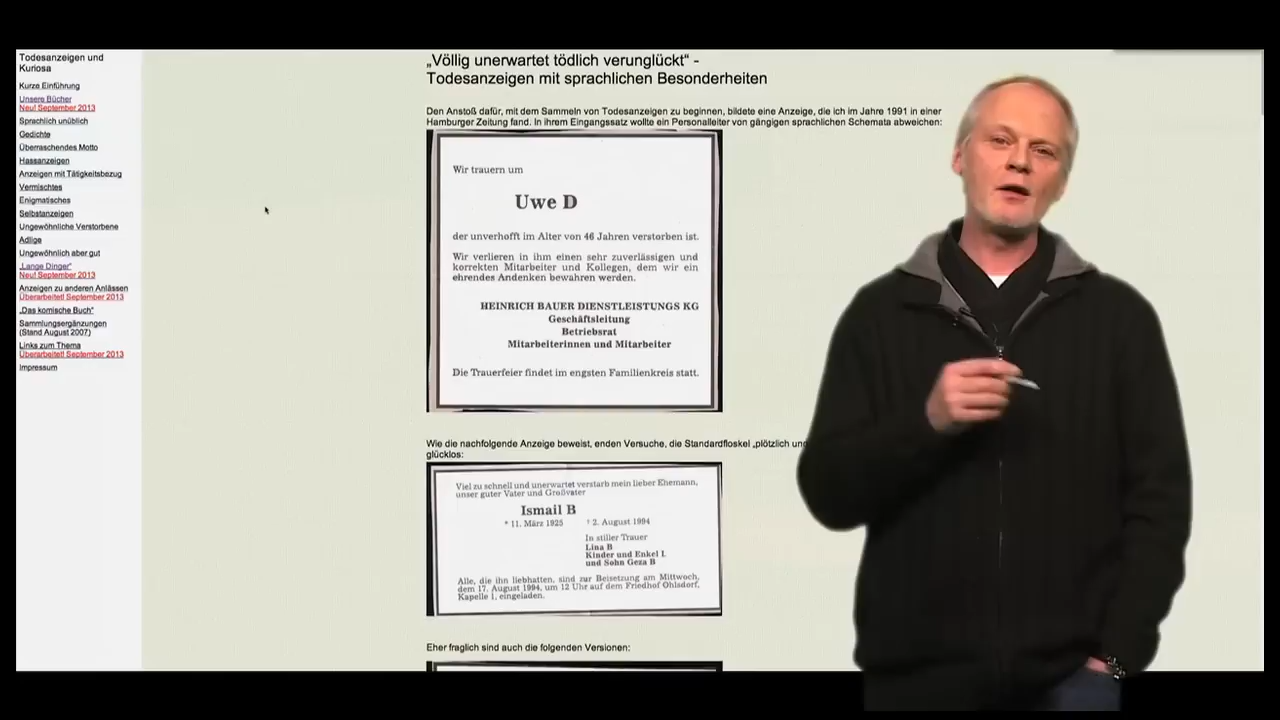 Todesanzeigen und
Kuriosa
Kurze Einführung
Unsere Bücher
Neu! September 2013
Sprachlich unüblich
Gedichte
Überraschendes Motto
Hassanzeigen
Anzeigen mit Tätigkeitsbezug
Vermischtes
Enigmatisches
Selbstanzeigen
Ungewöhnliche Verstorbene
Adlige
Ungewöhnlich aber gut
„Lange Dinger"
Neu! September 2013
Anzeigen zu anderen Anlässen
Überarbeitet! September 2013
„Das komische Buch"
Sammlungsergänzungen
(Stand August 2007)
Links zum Thema
Überarbeitet! September 2013
Impressum
„Völlig unerwartet tödlich verunglückt“ -
Todesanzeigen mit sprachlichen Besonderheiten
Den Anstoß dafür, mit dem Sammeln von Todesanzeigen zu beginnen, bildete eine Anzeige, die ich im Jahre 1991 in einer
Hamburger Zeitung fand. In ihrem Eingangssatz wollte ein Personalleiter von gängigen sprachlichen Schemata abweichen:
Wir trauern um
Uwe D
der unverhofft im Alter von 46 Jahren verstorben ist.
Wir verlieren in ihm einen sehr zuverlässigen und
korrekten Mitarbeiter und Kollegen, dem wir ein
ehrendes Andenken bewahren werden.
HEINRICH BAUER DIENSTLEISTUNGS KG
Geschäftsleitung
Betriebsrat
Mitarbeiterinnen und Mitarbeiter
Die Trauerfeier findet im engsten Familienkreis statt.
Wie die nachfolgende Anzeige beweist, enden Versuche, die Standardfloskel „plötzlich und
glücklos:
Viel zu schnell und unerwartet verstarb mein lieber Ehemann,
unser guter Vater und Großvater
Ismail B
* 11. März 1925 † 2. August 1994
In stiller Trauer
Lina B
Kinder und Enkel L
und Sohn Geza B
Alle, die ihn liebhatten, sind zur Beisetzung am Mittwoch,
dem 17. August 1994, um 12 Uhr auf dem Friedhof Ohlsdorf,
Kapelle 1, eingeladen.
Eher fraglich sind auch die folgenden Versionen: